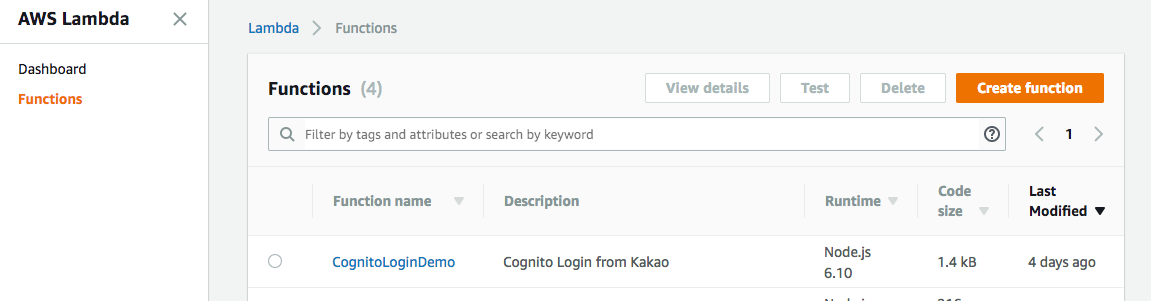 AWS Lambda
Dashboard
Functions
Lambda > Functions
Functions (4)
View details
Test
Delete
Create function
Filter by tags and attributes or search by keyword
1
Function name
Description
Runtime
Code size
Last Modified
CognitoLoginDemo
Cognito Login from Kakao
Node.js
6.10
1.4 kB
4 days ago